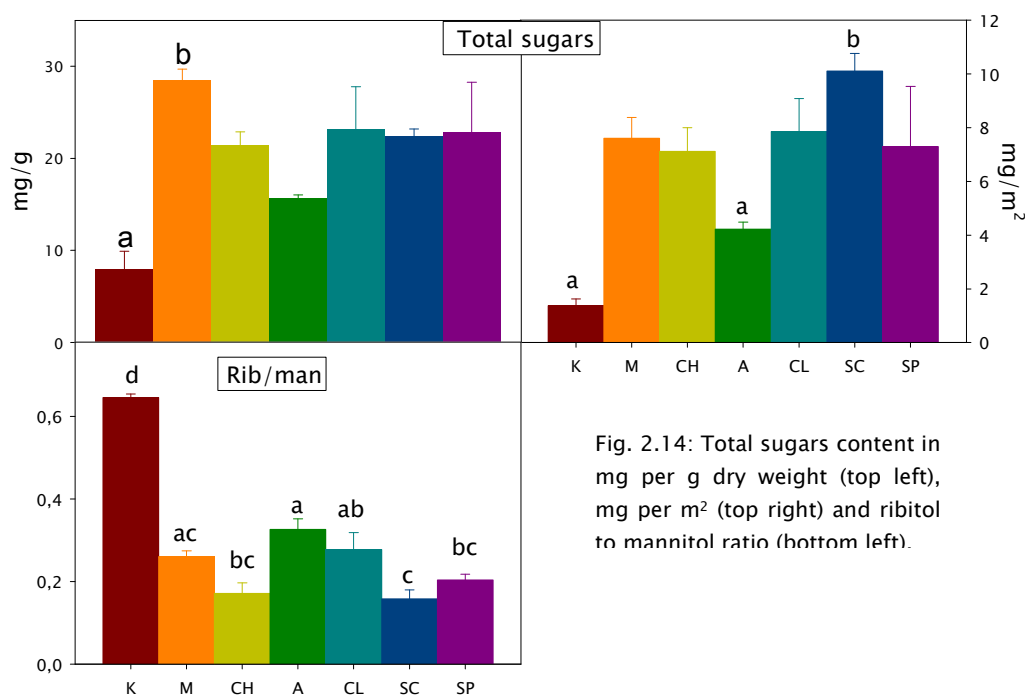 Total sugars
30
20
10
0
mg/g
a
b
12
10
8
6
4
2
0
mg/m²
a
a
b
K M CH A CL SC SP
Rib/man
0,6
0,4
0,2
0,0
d
ac
bc
a
ab
c
bc
K M CH A CL SC SP
Fig. 2.14: Total sugars content in
mg per g dry weight (top left),
mg per m² (top right) and ribitol
to mannitol ratio (bottom left).